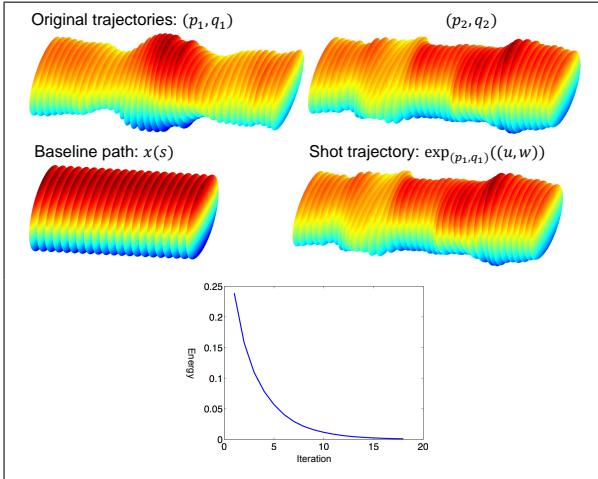 Original trajectories: (p₁, q₁)
(p₂, q₂)
Baseline path: x(s)
Shot trajectory: exp₍p₁,q₁₎((u, w))
0.25
0.2
0.15
0.1
0.05
0
Energy
0 5 10 15 20
Iteration